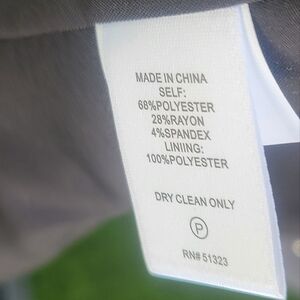 MADE IN CHINA
SELF:
68%POLYESTER
28%RAYON
4%SPANDEX
LINIING:
100%POLYESTER
DRY CLEAN ONLY
P
RN# 51323